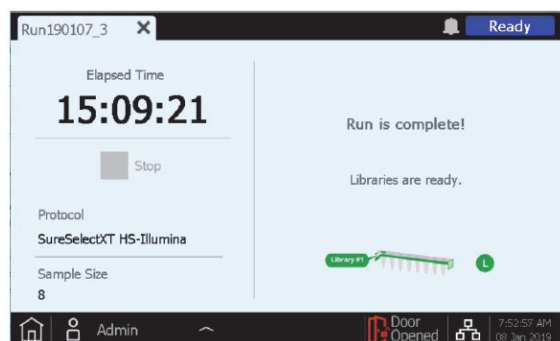 Run190107_3
Ready
Elapsed Time
15:09:21
Stop
Protocol
SureSelectXT HS-Illumina
Sample Size
8
Run is complete!
Libraries are ready.
Library #1
L
Admin
Door
Opened
7:52:57 AM
08 Jan 2019